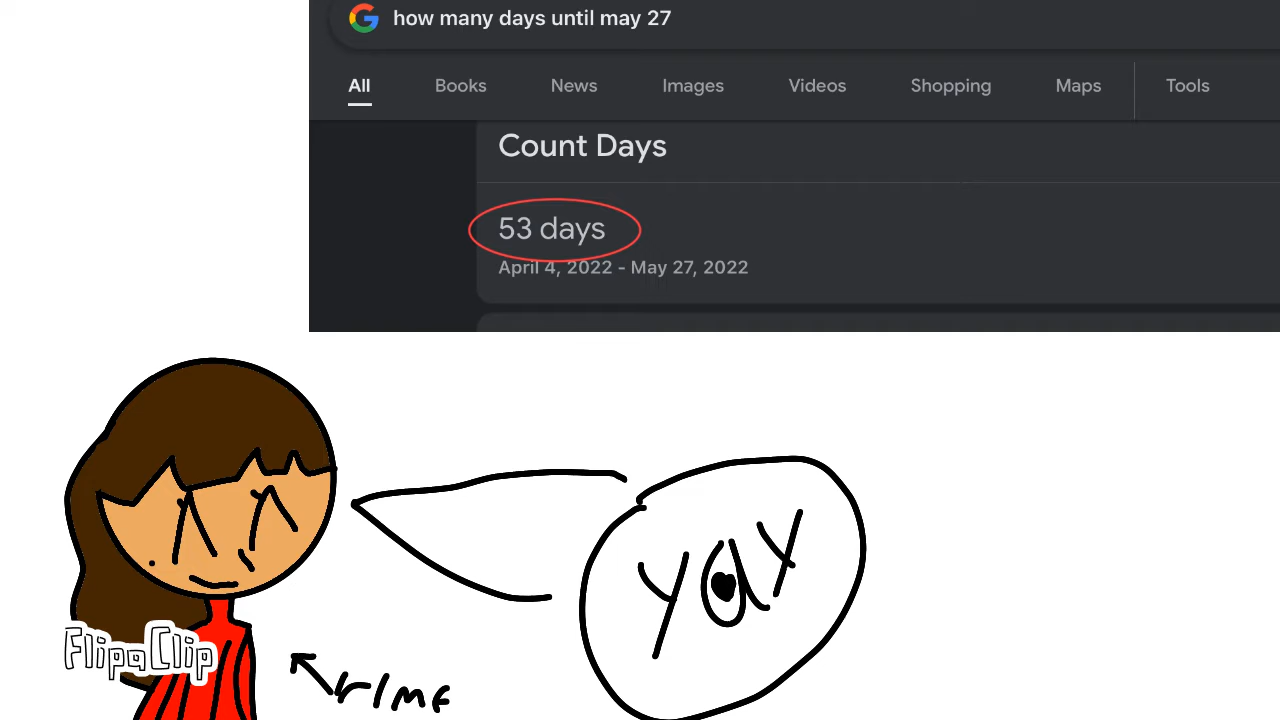 how many days until may 27
All Books News Images Videos Shopping Maps Tools
Count Days
53 days
April 4, 2022 - May 27, 2022
yay
FlipaClip